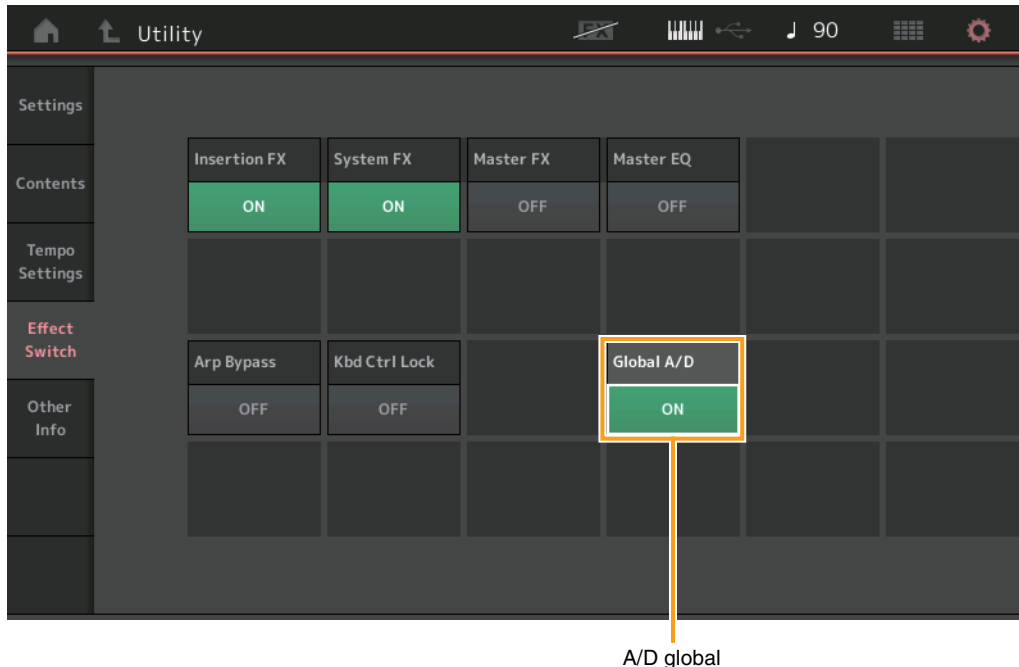 Utility
FX
90
Settings
Contents
Tempo
Settings
Effect
Switch
Other
Info
Insertion FX
System FX
Master FX
Master EQ
ON
ON
OFF
OFF
Arp Bypass
Kbd Ctrl Lock
Global A/D
OFF
OFF
ON
A/D global